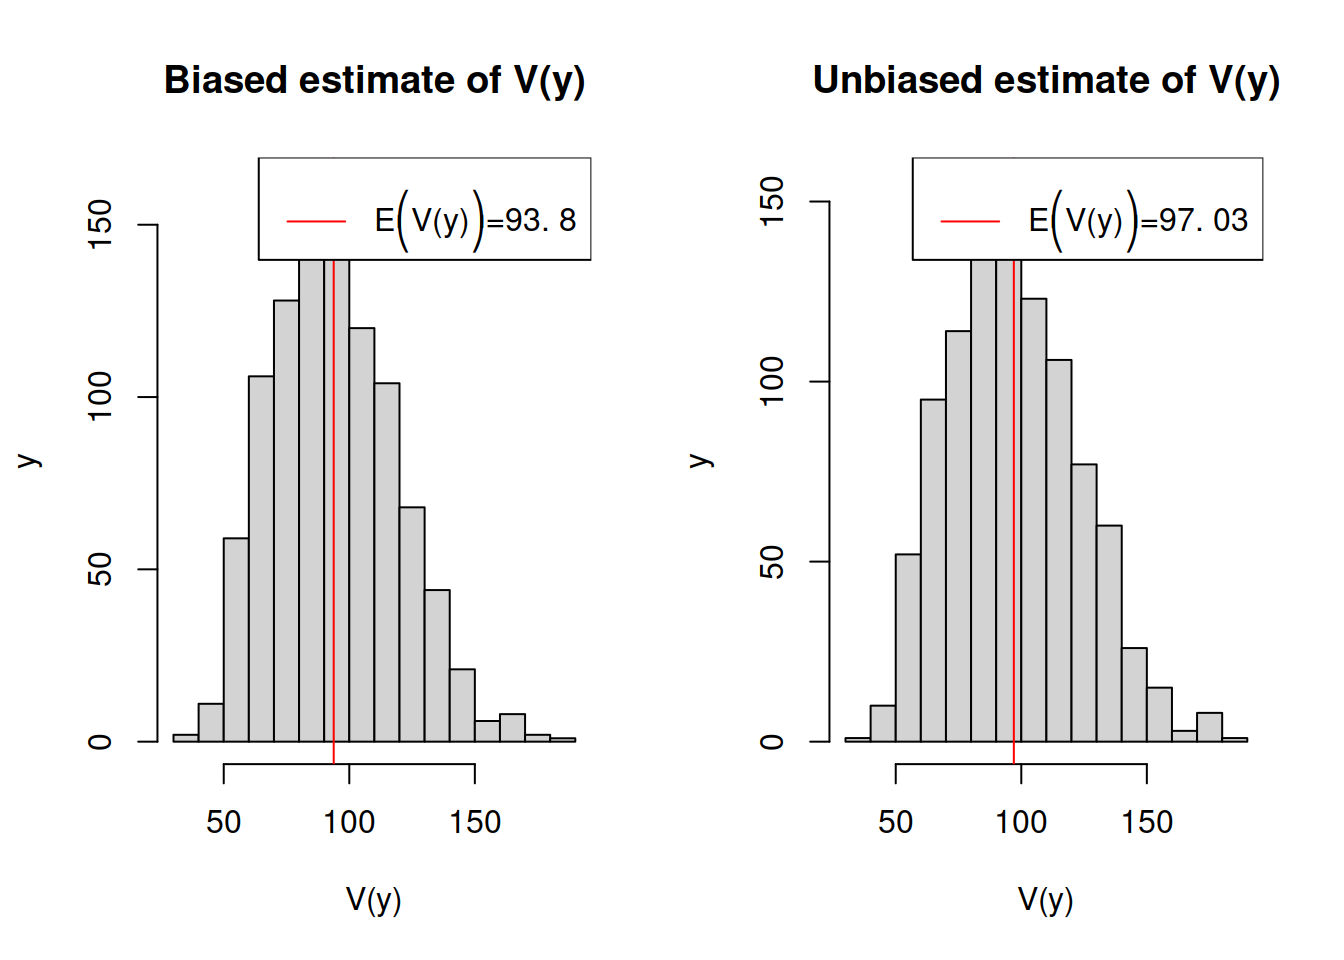 Biased estimate of V(y)
E(V(y))=93. 8
y
150
100
50
0
50 100 150
V(y)
Unbiased estimate of V(y)
E(V(y))=97. 03
y
150
100
50
0
50 100 150
V(y)